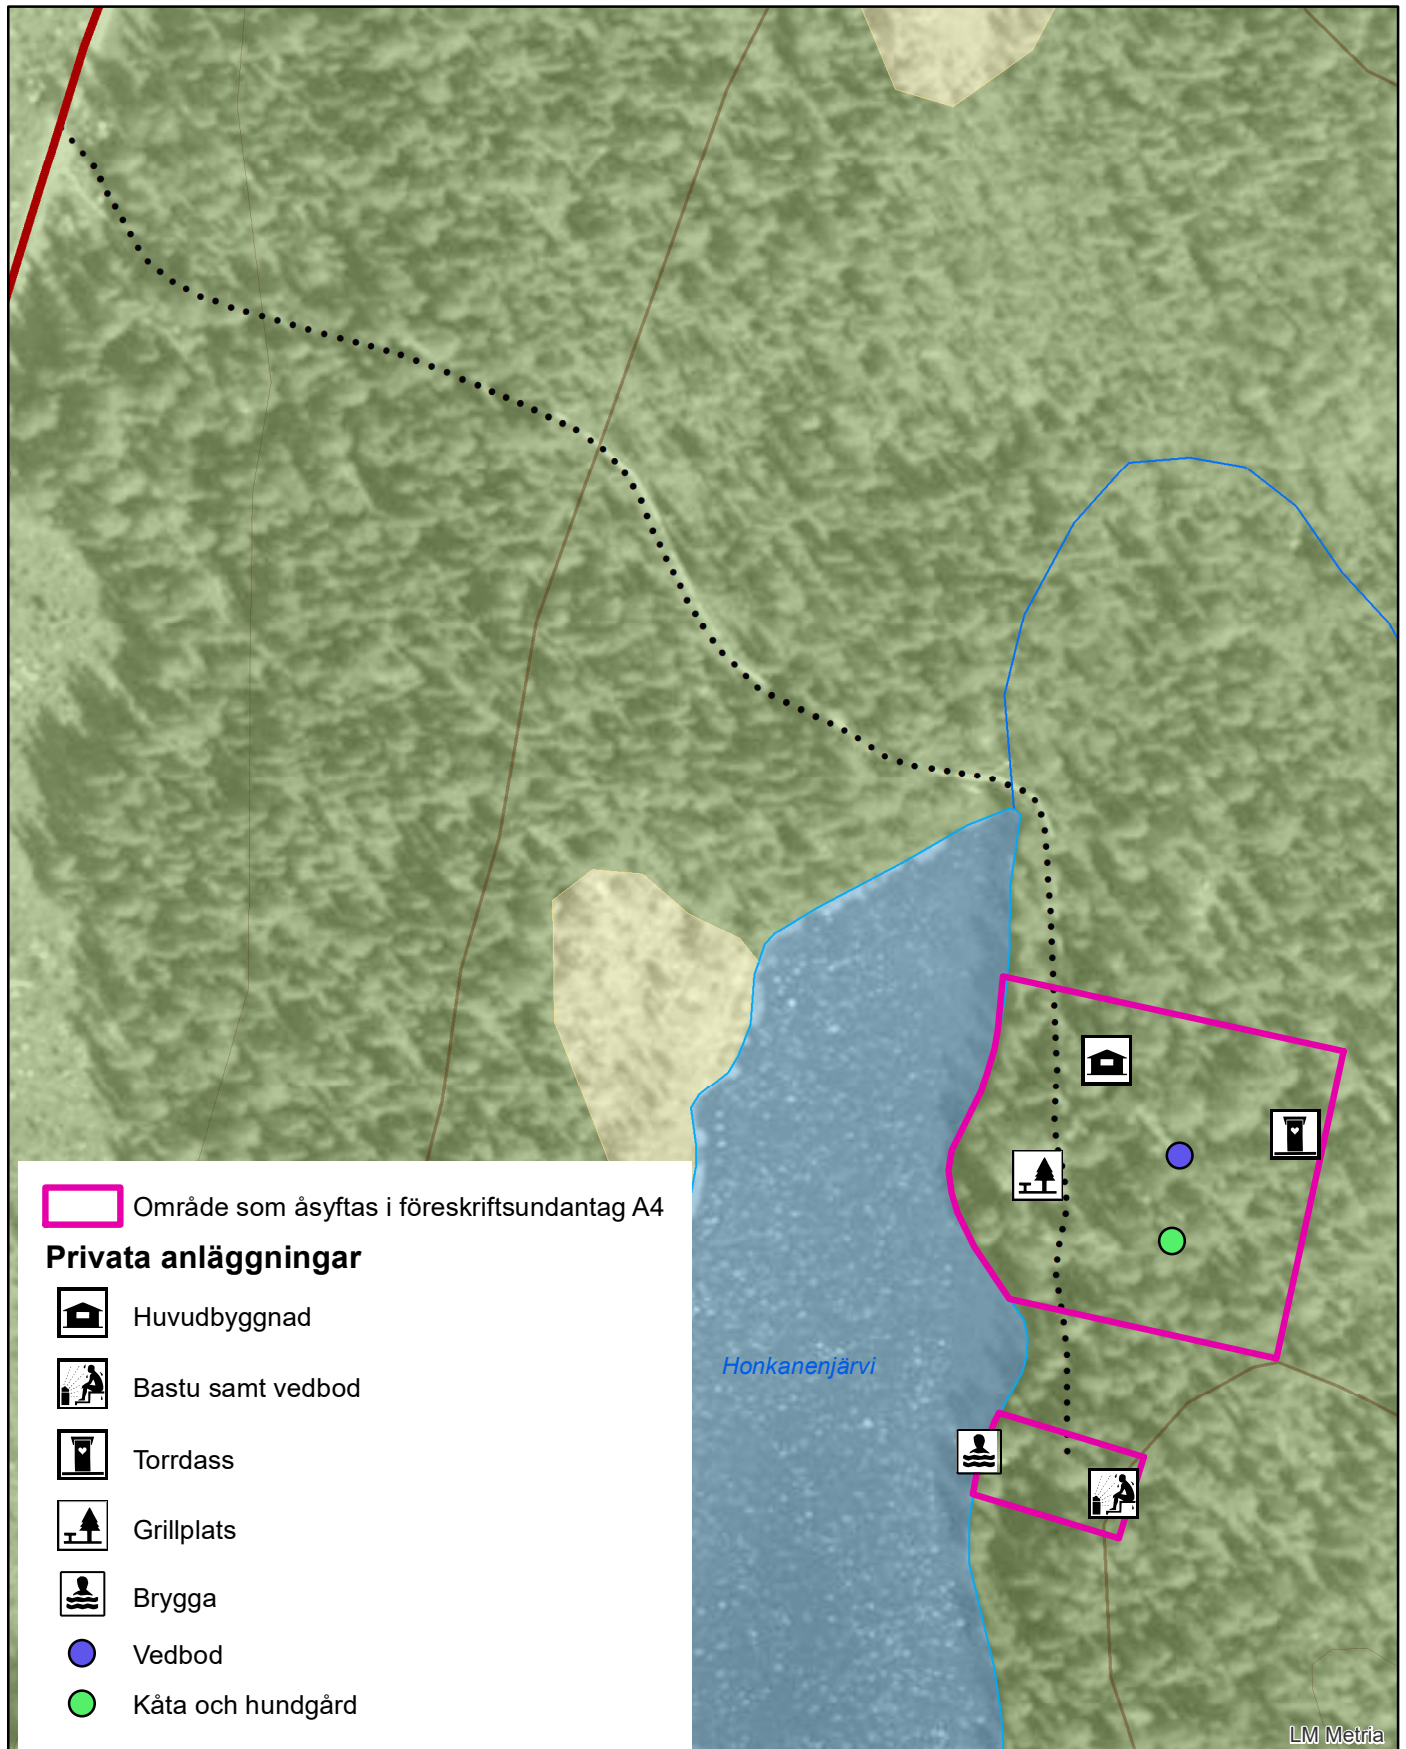 Område som åsyftas i föreskriftsundantag A4
Privata anläggningar
Huvudbyggnad
Bastu samt vedbod
Torrdass
Grillplats
Brygga
Vedbod
Kåta och hundgård
Honkanenjärvi
LM Metria